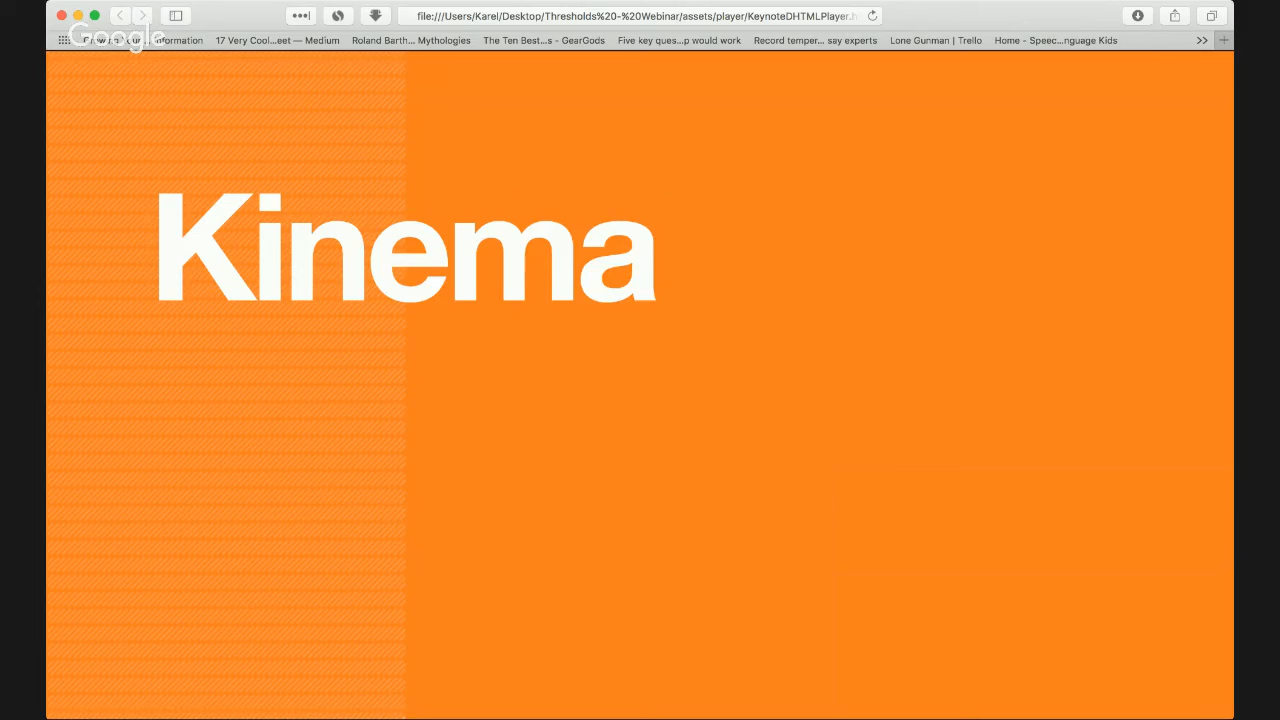 file:///Users/Karel/Desktop/Thresholds%20-%20Webinar/assets/player/KeynoteDHTMLPlayer.h
Google
17 Very Cool...eet — Medium
Roland Barth... Mythologies
The Ten Best...s - GearGods
Five key ques...p would work
Record temper... say experts
Lone Gunman | Trello
Home - Speec...nguage Kids
Kinema